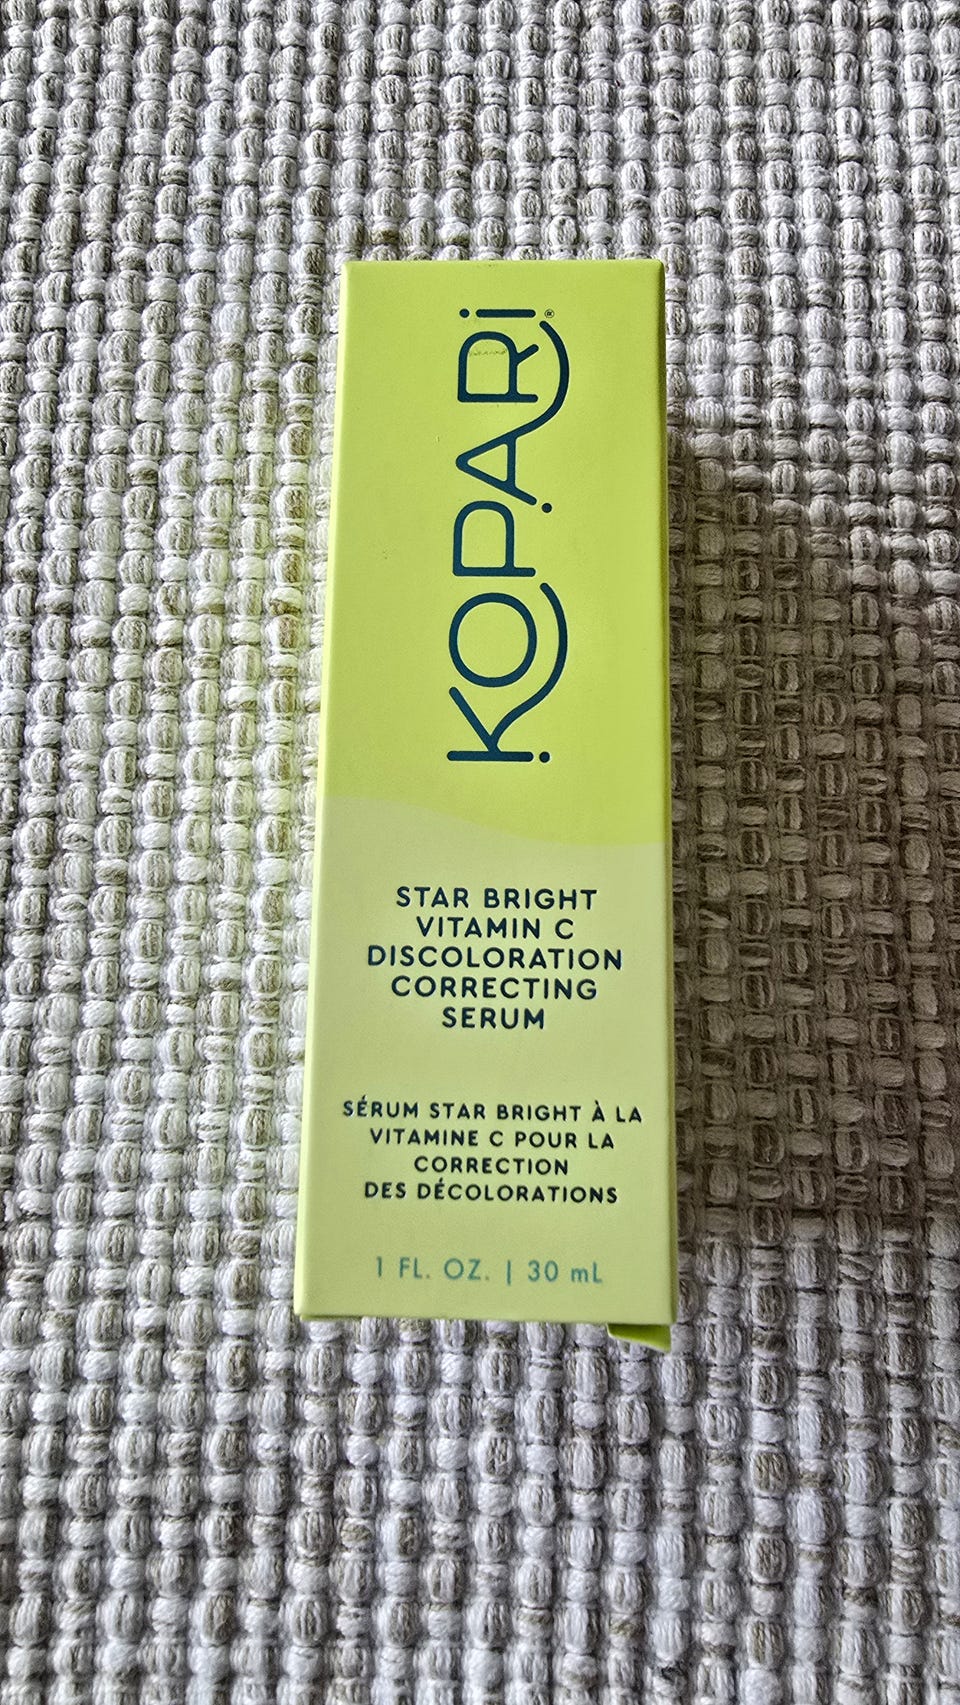 KOPARI®
STAR BRIGHT
VITAMIN C
DISCOLORATION
CORRECTING
SERUM
SÉRUM STAR BRIGHT À LA
VITAMINE C POUR LA
CORRECTION
DES DÉCOLORATIONS
1 FL. OZ. | 30 mL